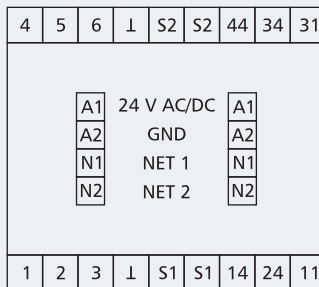 4 5 6 ⊥ S2 S2 44 34 31
A1 24 V AC/DC A1
A2 GND A2
N1 NET 1 N1
N2 NET 2 N2
1 2 3 ⊥ S1 S1 14 24 11